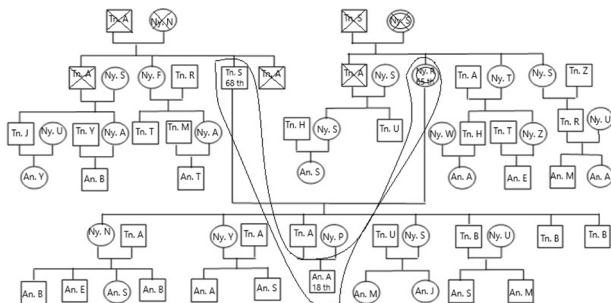 Tn. A
Ny. N
Tn. S
Ny. S
Tn. A
Ny. S
Ny. F
Tn. R
Tn. S
68 th
Tn. A
Tn. A
Ny. S
Ny. R
65 th
Tn. A
Ny. T
Ny. S
Tn. Z
Tn. J
Ny. U
Tn. Y
Ny. A
Tn. T
Tn. M
Ny. A
Tn. H
Ny. S
Tn. U
Ny. W
Tn. H
Tn. T
Ny. Z
Tn. R
Ny. U
An. Y
An. B
An. T
An. S
An. A
An. E
An. M
An. A
Ny. N
Tn. A
Ny. Y
Tn. A
Tn. A
Ny. P
Tn. U
Ny. S
Tn. B
Ny. U
Tn. B
Tn. B
An. B
An. E
An. S
An. B
An. A
An. S
An. A
18 th
An. M
An. J
An. S
An. M